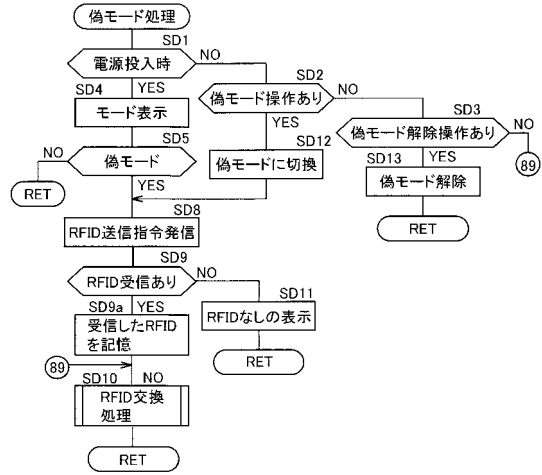 偽モード処理
SD1
電源投入時
NO
YES
SD2
偽モード操作あり
NO
YES
SD3
偽モード解除操作あり
NO
YES
89
SD4
モード表示
SD5
偽モード
NO
YES
RET
SD12
偽モードに切換
SD13
偽モード解除
RET
SD8
RFID送信指令発信
SD9
RFID受信あり
NO
YES
SD11
RFIDなしの表示
RET
SD9a
受信したRFID
を記憶
89
SD10
NO
RFID交換
処理
RET